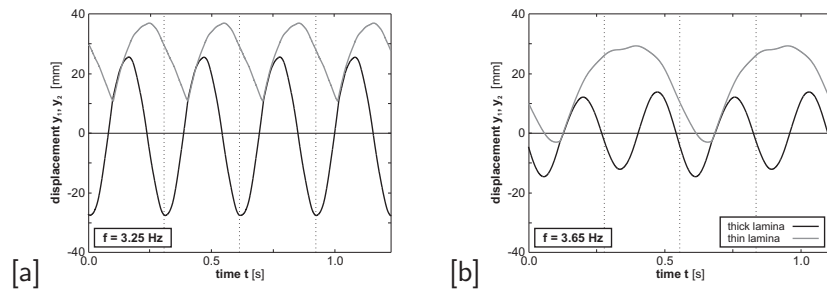 40
20
0
-20
-40
displacement y₁, y₂ [mm]
f = 3.25 Hz
0.0
0.5
1.0
time t [s]
[a]
40
20
0
-20
-40
displacement y₁, y₂ [mm]
f = 3.65 Hz
thick lamina
thin lamina
0.0
0.5
1.0
time t [s]
[b]